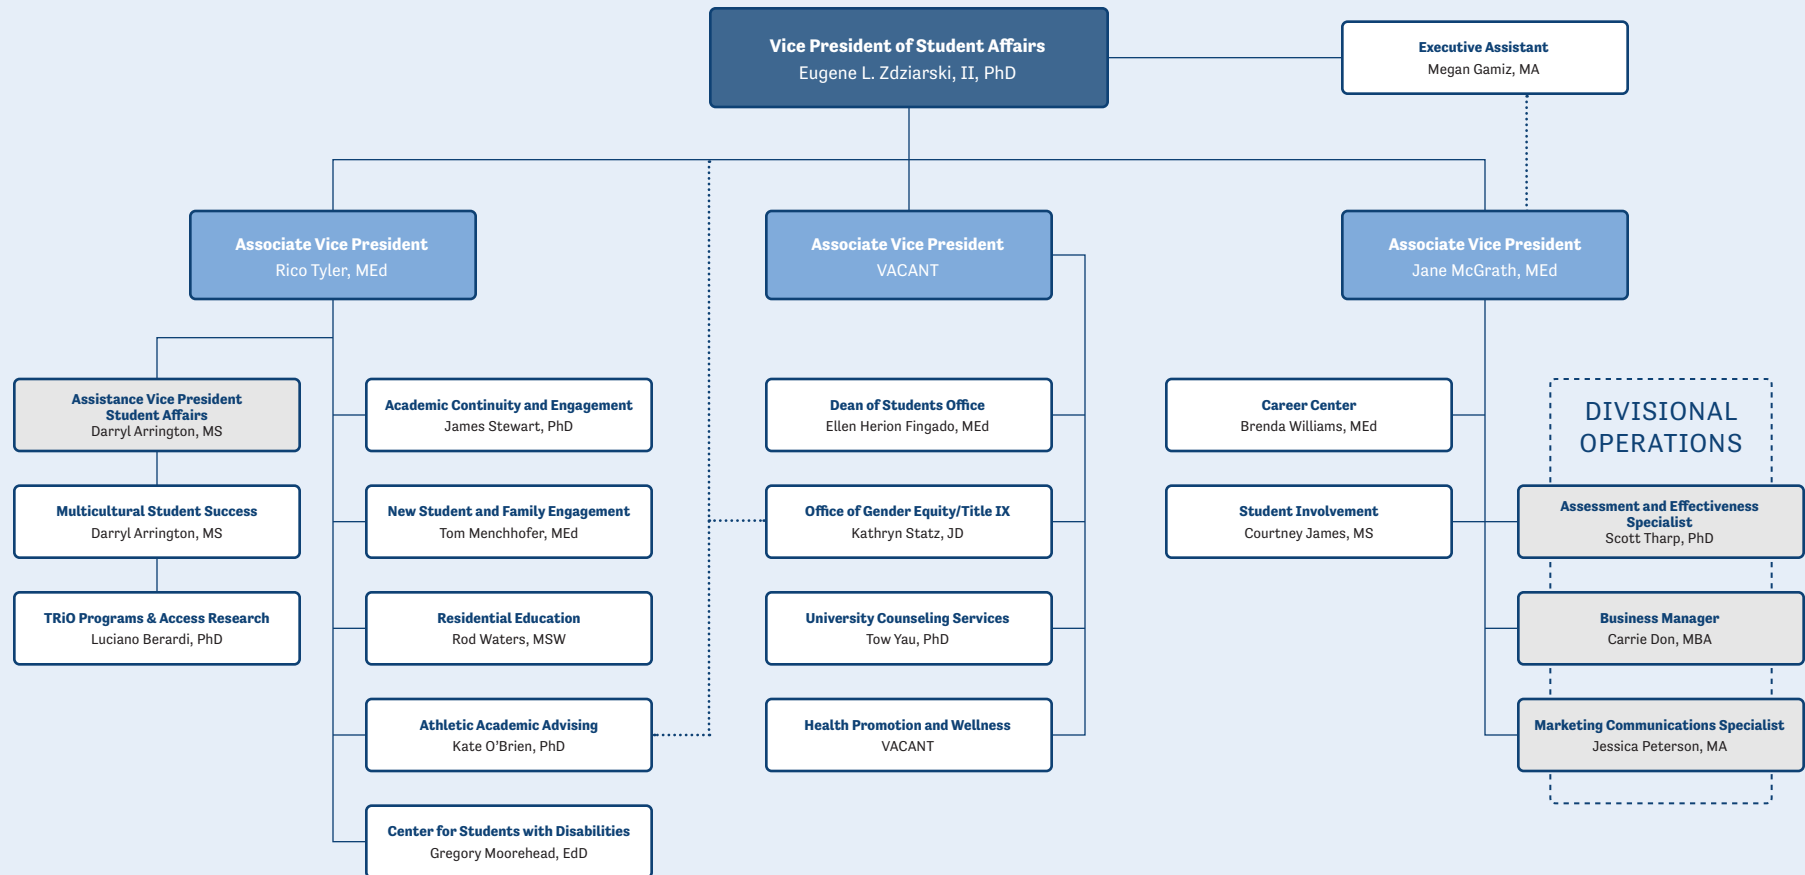 Vice President of Student Affairs
Eugene L. Zdziarski, II, PhD
Executive Assistant
Megan Gamiz, MA
Associate Vice President
Rico Tyler, MEd
Associate Vice President
VACANT
Associate Vice President
Jane McGrath, MEd
Assistance Vice President
Student Affairs
Darryl Arrington, MS
Multicultural Student Success
Darryl Arrington, MS
TRiO Programs & Access Research
Luciano Berardi, PhD
Academic Continuity and Engagement
James Stewart, PhD
New Student and Family Engagement
Tom Menchhofer, MEd
Residential Education
Rod Waters, MSW
Athletic Academic Advising
Kate O’Brien, PhD
Center for Students with Disabilities
Gregory Moorehead, EdD
Dean of Students Office
Ellen Herion Fingado, MEd
Office of Gender Equity/Title IX
Kathryn Statz, JD
University Counseling Services
Tow Yau, PhD
Health Promotion and Wellness
VACANT
Career Center
Brenda Williams, MEd
Student Involvement
Courtney James, MS
DIVISIONAL
OPERATIONS
Assessment and Effectiveness
Specialist
Scott Tharp, PhD
Business Manager
Carrie Don, MBA
Marketing Communications Specialist
Jessica Peterson, MA